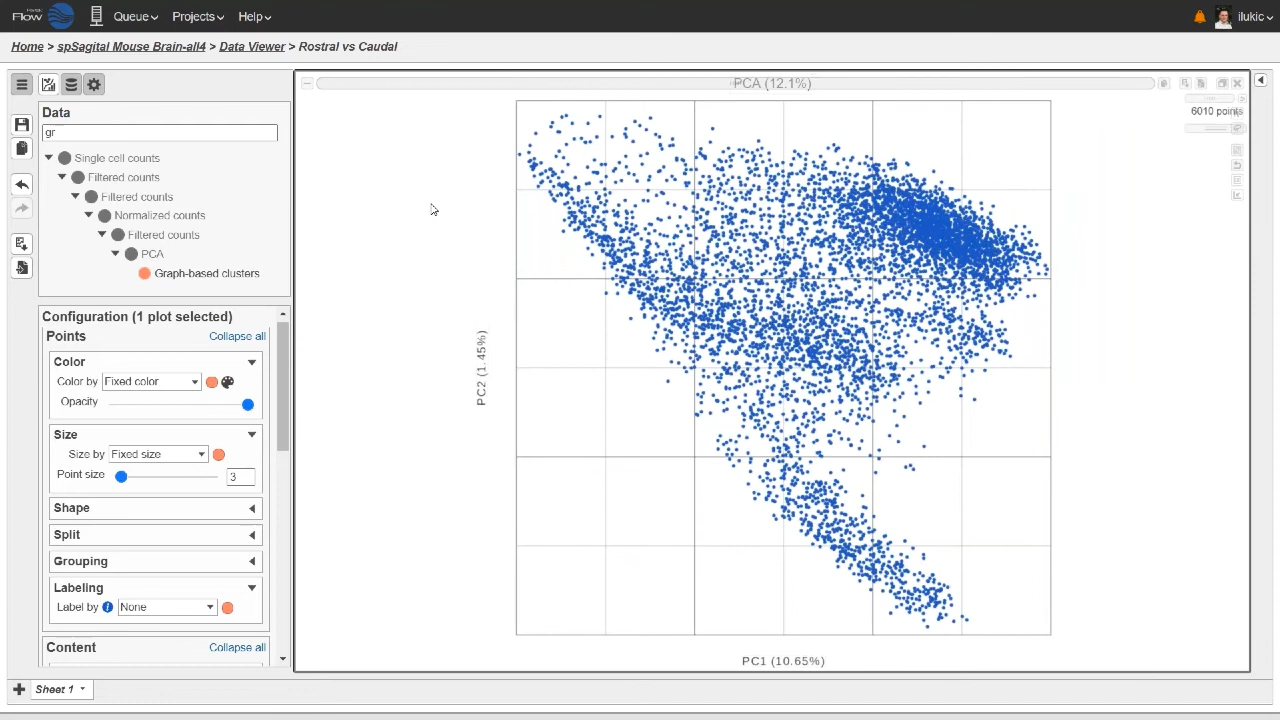 Flow Queue Projects Help ilukic
Home > spSagital Mouse Brain-all4 > Data Viewer > Rostral vs Caudal
Data
gr
Single cell counts
Filtered counts
Filtered counts
Normalized counts
Filtered counts
PCA
Graph-based clusters
Configuration (1 plot selected)
Points Collapse all
Color
Color by Fixed color
Opacity
Size
Size by Fixed size
Point size 3
Shape
Split
Grouping
Labeling
Label by i None
Content Collapse all
PCA (12.1%)
6010 points
PC2 (1.45%)
PC1 (10.65%)
Sheet 1